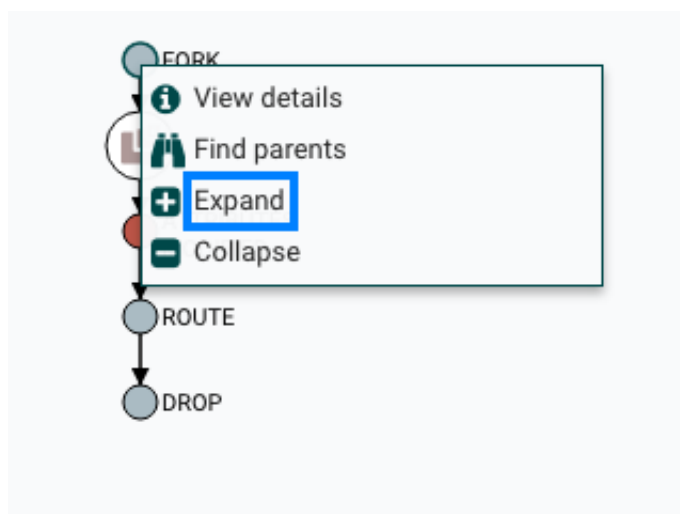 FORK
View details
Find parents
Expand
Collapse
ROUTE
DROP